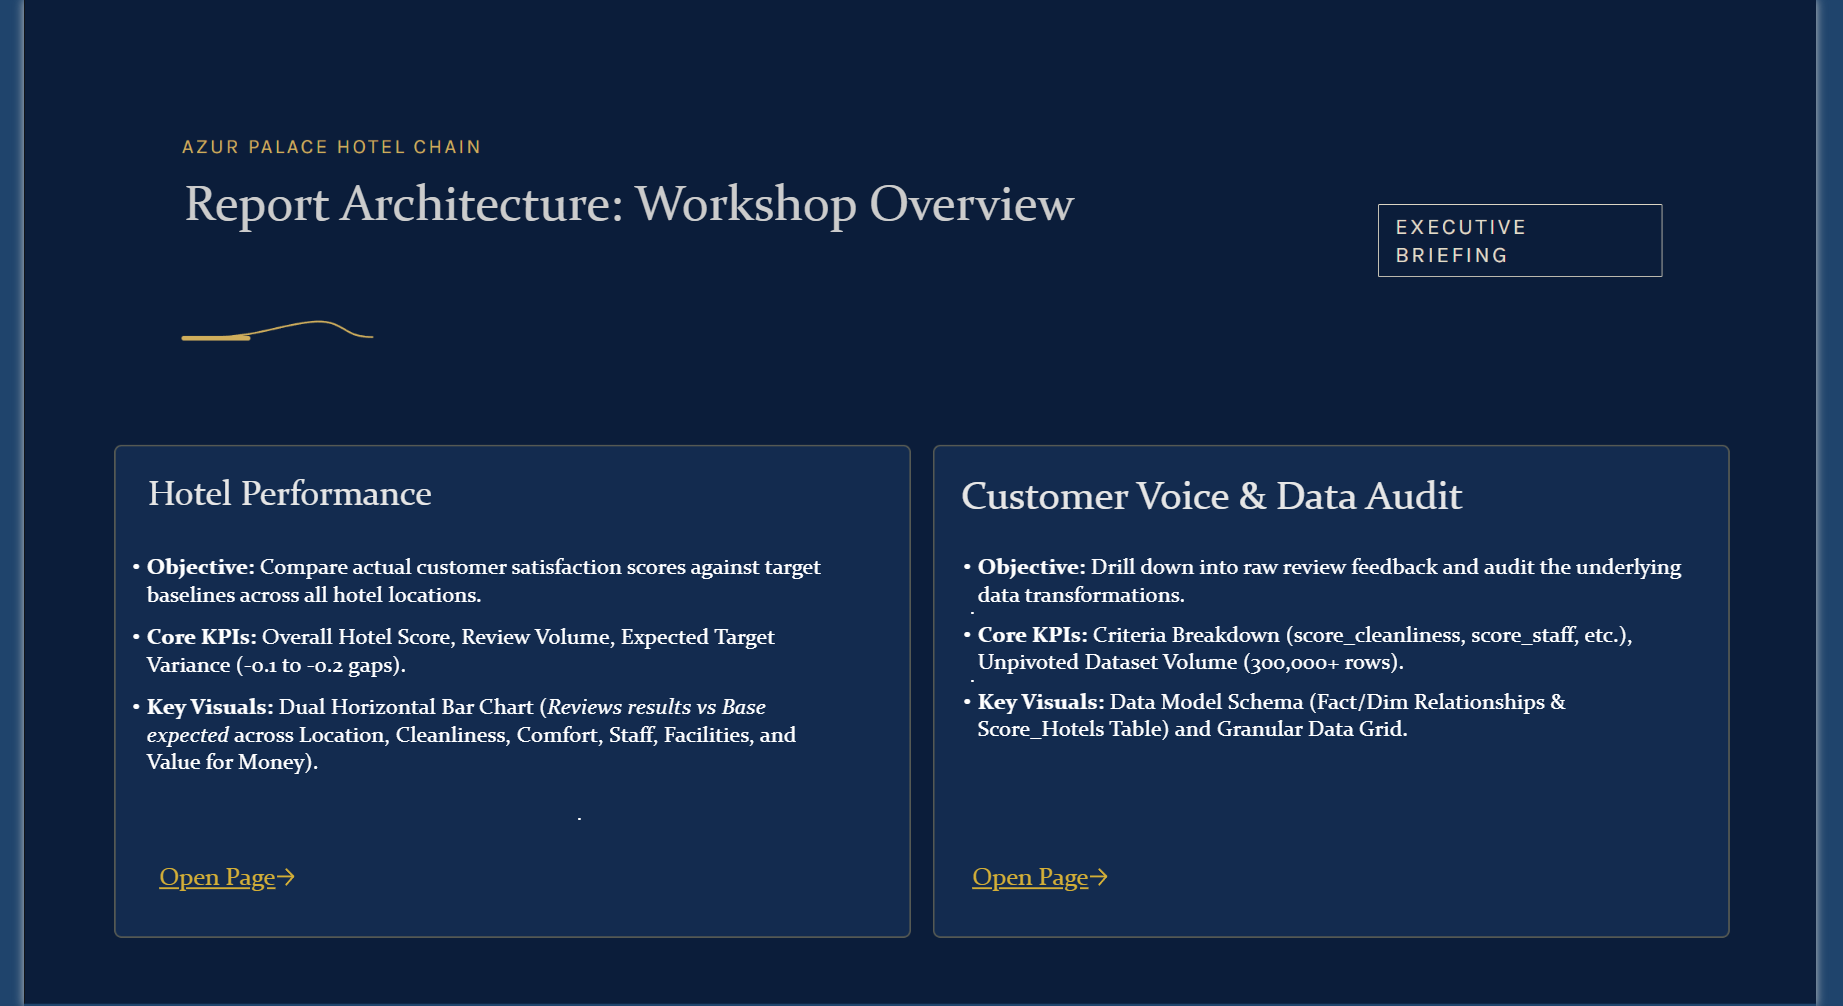 AZUR PALACE HOTEL CHAIN
Report Architecture: Workshop Overview
EXECUTIVE
BRIEFING
Hotel Performance
• Objective: Compare actual customer satisfaction scores against target
baselines across all hotel locations.
• Core KPIs: Overall Hotel Score, Review Volume, Expected Target
Variance (-0.1 to -0.2 gaps).
• Key Visuals: Dual Horizontal Bar Chart (Reviews results vs Base
expected across Location, Cleanliness, Comfort, Staff, Facilities, and
Value for Money).
.
Open Page→
Customer Voice & Data Audit
• Objective: Drill down into raw review feedback and audit the underlying
data transformations.
.
• Core KPIs: Criteria Breakdown (score_cleanliness, score_staff, etc.),
Unpivoted Dataset Volume (300,000+ rows).
.
• Key Visuals: Data Model Schema (Fact/Dim Relationships &
Score_Hotels Table) and Granular Data Grid.
Open Page→